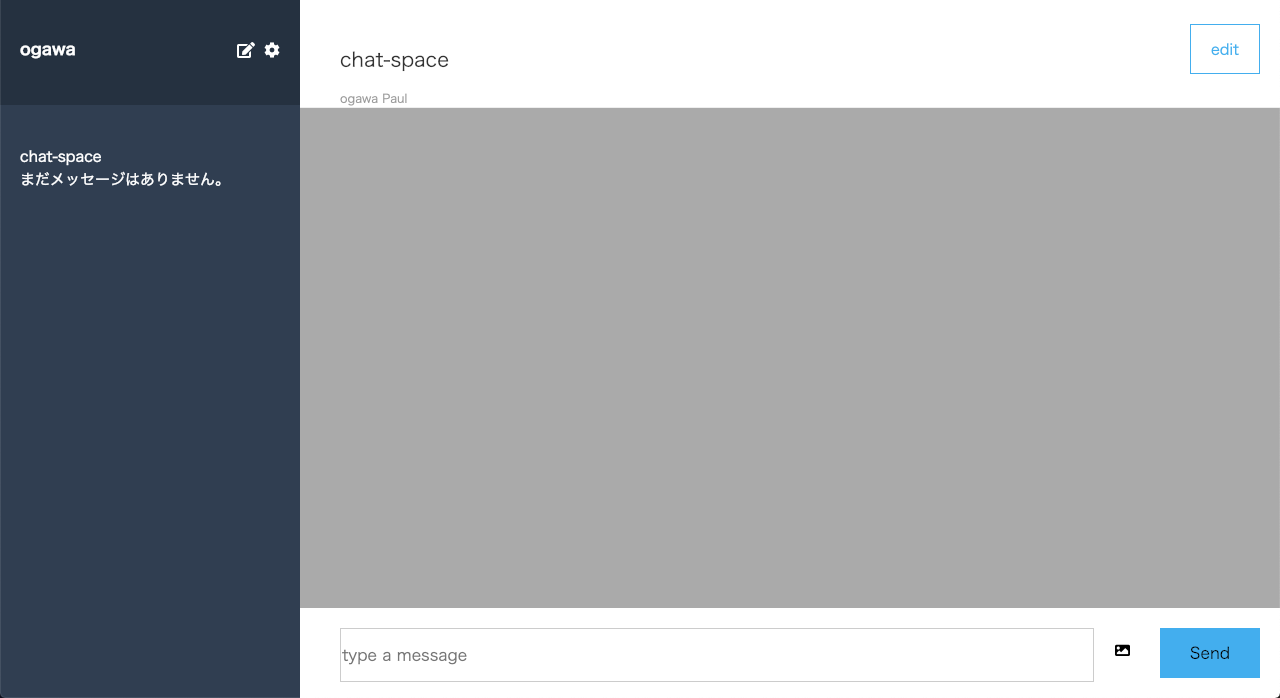 ogawa
chat-space
まだメッセージはありません。
chat-space
ogawa Paul
edit
type a message
Send